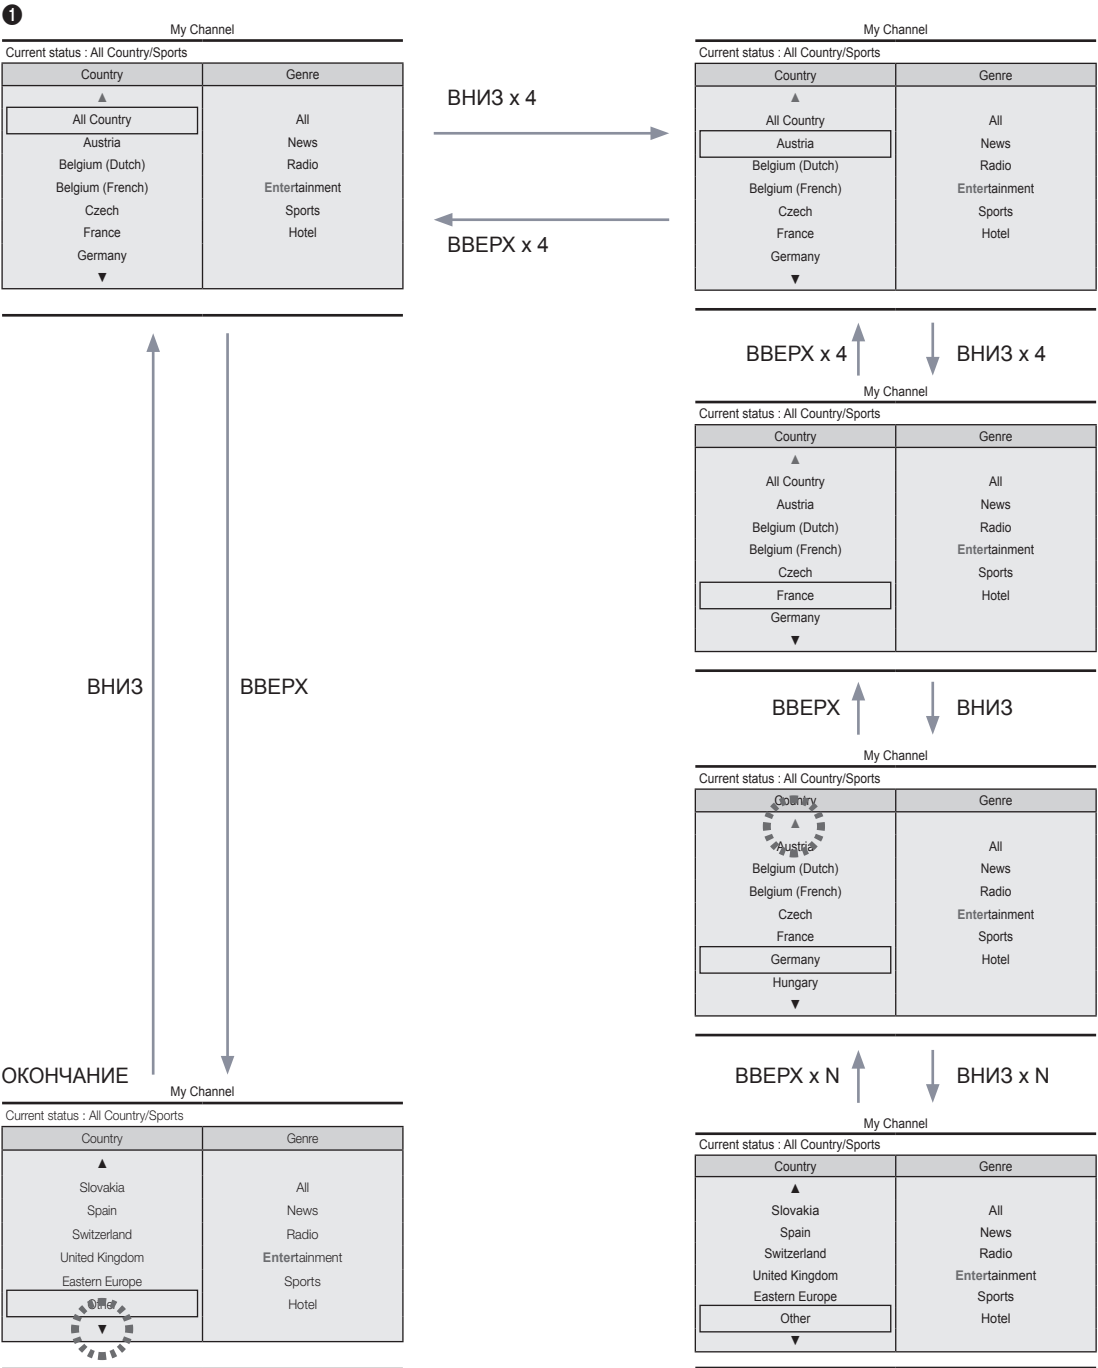 ❶
My Channel
Current status : All Country/Sports
Country Genre
▲
All Country All
Austria News
Belgium (Dutch) Radio
Belgium (French) Entertainment
Czech Sports
France Hotel
Germany
▼
ВНИЗ x 4
ВВЕРХ x 4
My Channel
Current status : All Country/Sports
Country Genre
▲
All Country All
Austria News
Belgium (Dutch) Radio
Belgium (French) Entertainment
Czech Sports
France Hotel
Germany
▼
ВВЕРХ x 4 ВНИЗ x 4
My Channel
Current status : All Country/Sports
Country Genre
▲
All Country All
Austria News
Belgium (Dutch) Radio
Belgium (French) Entertainment
Czech Sports
France Hotel
Germany
▼
ВНИЗ ВВЕРХ
ВВЕРХ ВНИЗ
My Channel
Current status : All Country/Sports
Country Genre
▲
Austria All
Belgium (Dutch) News
Belgium (French) Radio
Czech Entertainment
France Sports
Germany Hotel
Hungary
▼
ВВЕРХ x N ВНИЗ x N
ОКОНЧАНИЕ
My Channel
Current status : All Country/Sports
Country Genre
▲
Slovakia All
Spain News
Switzerland Radio
United Kingdom Entertainment
Eastern Europe Sports
Other Hotel
▼
My Channel
Current status : All Country/Sports
Country Genre
▲
Slovakia All
Spain News
Switzerland Radio
United Kingdom Entertainment
Eastern Europe Sports
Other Hotel
▼